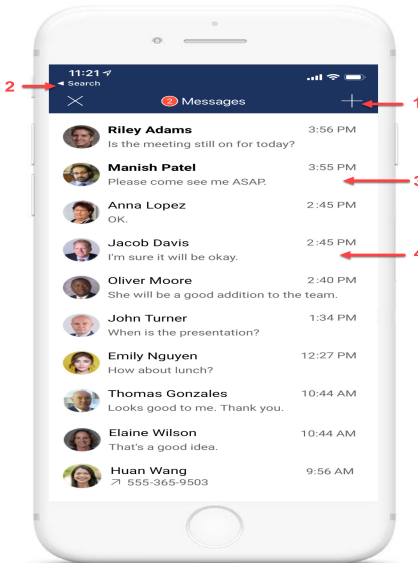 11:21
◄ Search
2
2 Messages
1
Riley Adams 3:56 PM
Is the meeting still on for today?
Manish Patel 3:55 PM
Please come see me ASAP.
3
Anna Lopez 2:45 PM
OK.
Jacob Davis 2:45 PM
I'm sure it will be okay.
4
Oliver Moore 2:40 PM
She will be a good addition to the team.
John Turner 1:34 PM
When is the presentation?
Emily Nguyen 12:27 PM
How about lunch?
Thomas Gonzales 10:44 AM
Looks good to me. Thank you.
Elaine Wilson 10:44 AM
That's a good idea.
Huan Wang 9:56 AM
555-365-9503